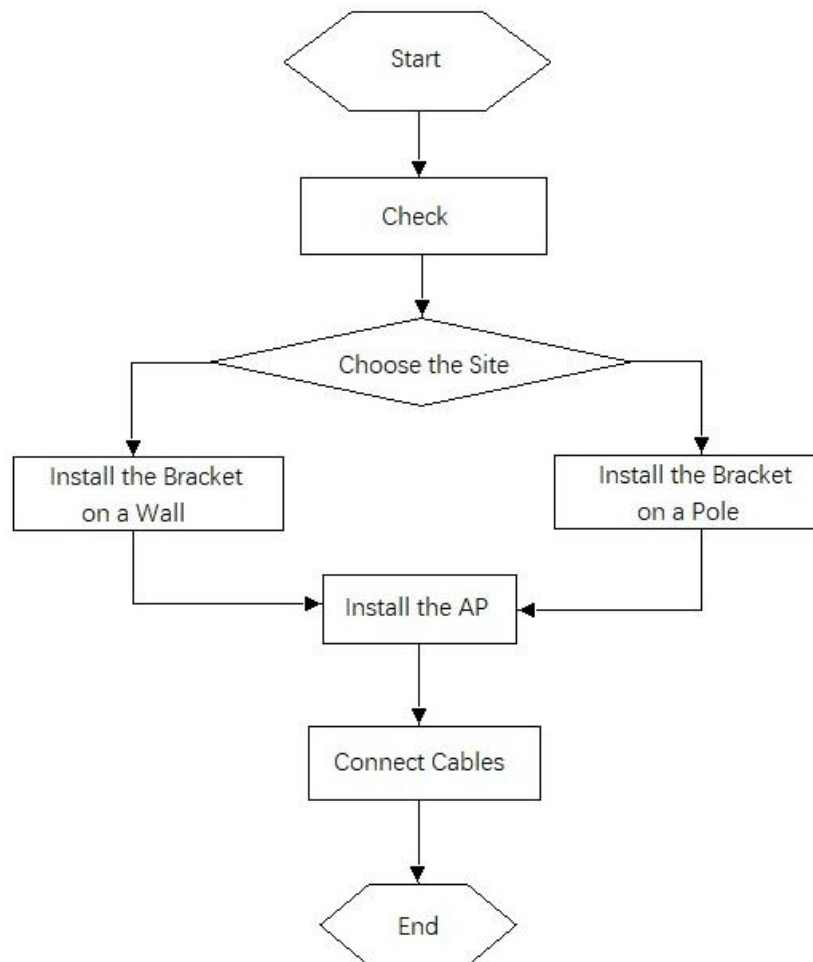 Start
Check
Choose the Site
Install the Bracket
on a Wall
Install the Bracket
on a Pole
Install the AP
Connect Cables
End